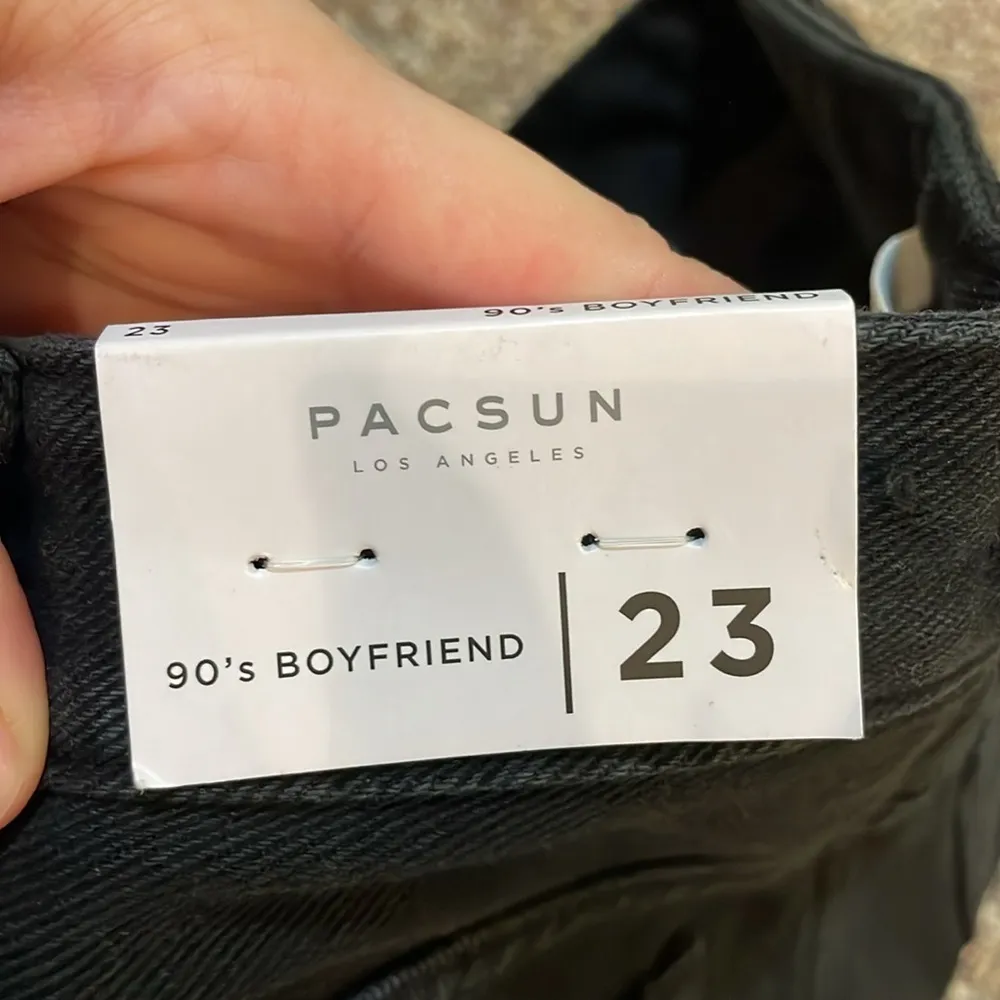 23 90's BOYFRIEND
PACSUN
LOS ANGELES
90's BOYFRIEND | 23